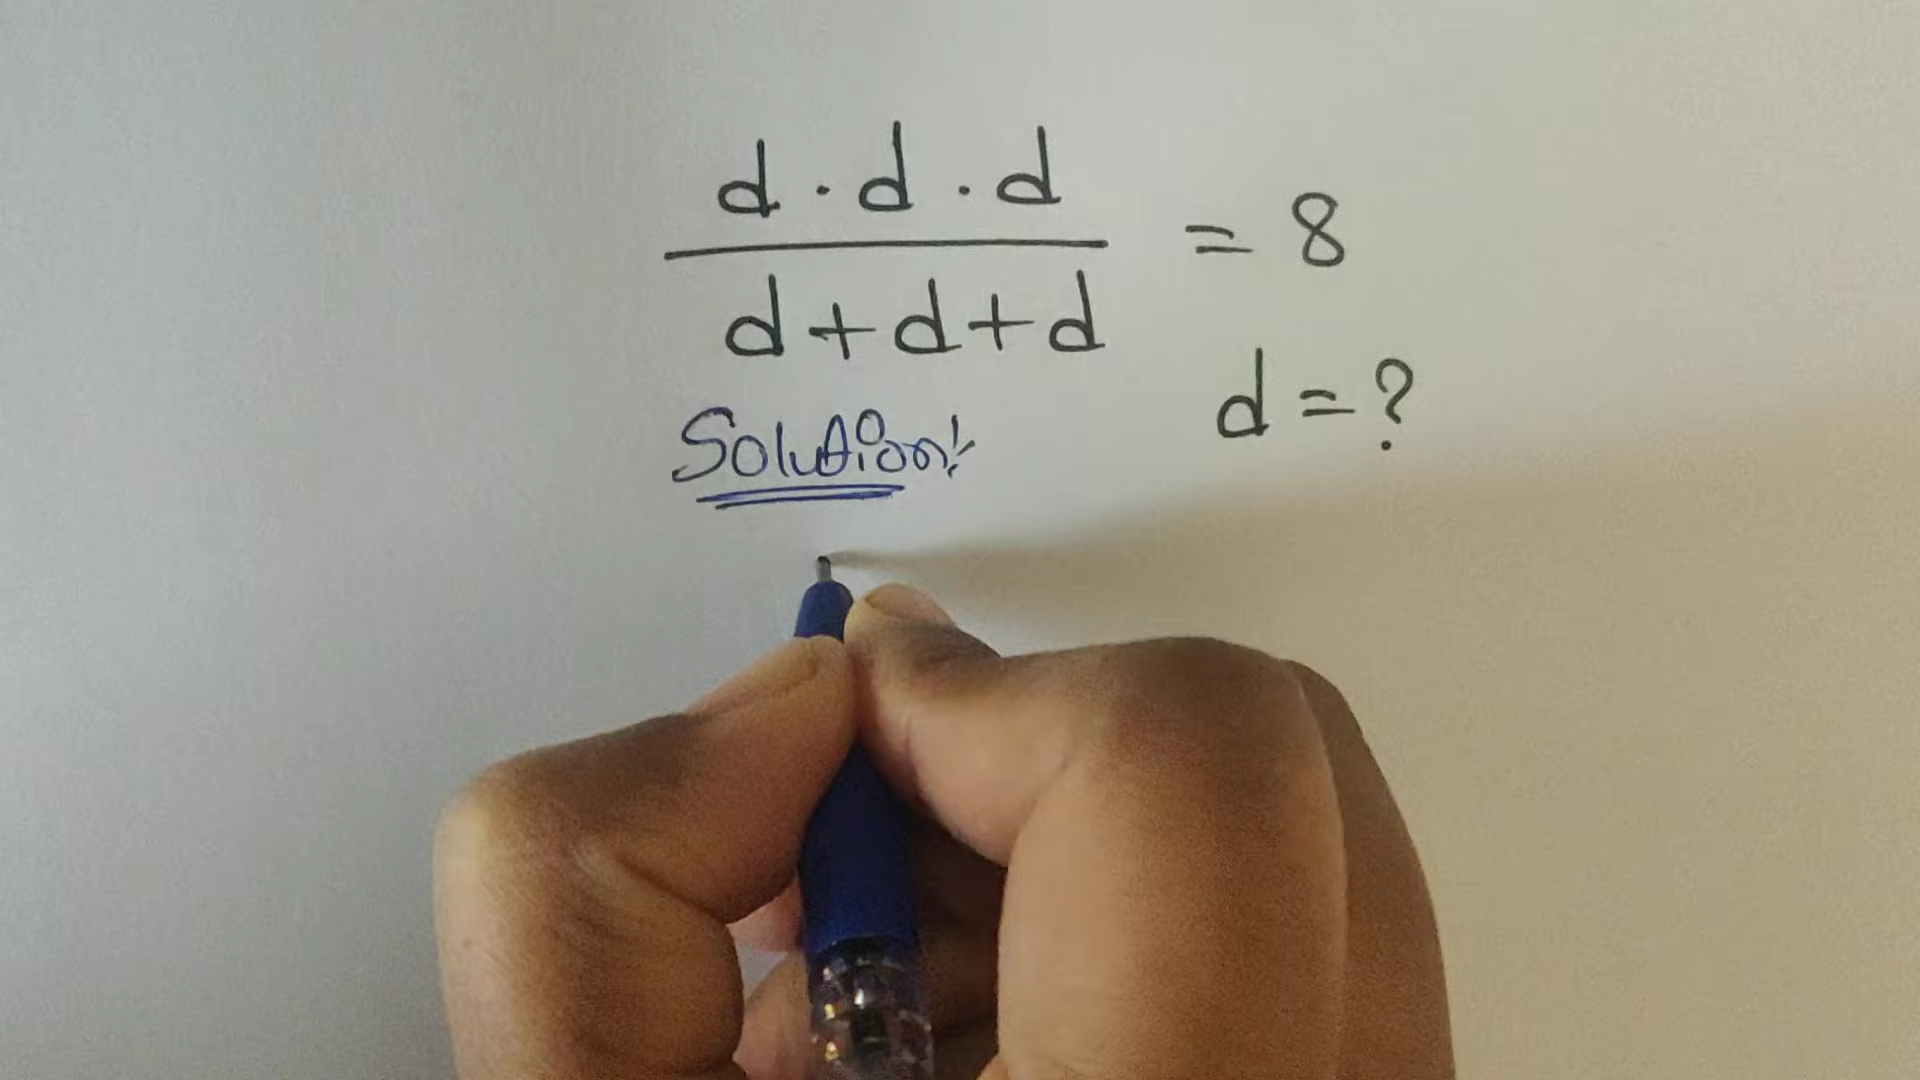 d · d · d
= 8
d + d + d
d = ?
Solution: